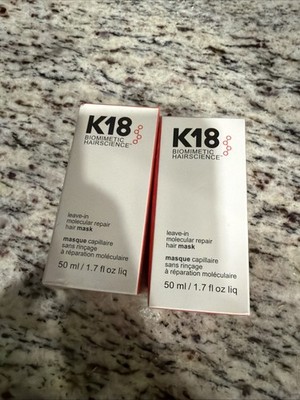 K18
BIOMIMETIC
HAIRSCIENCE™
leave-in
molecular repair
hair mask
masque capillaire
sans rinçage
à réparation moléculaire
50 ml / 1.7 fl oz liq
K18
BIOMIMETIC
HAIRSCIENCE™
leave-in
molecular repair
hair mask
masque capillaire
sans rinçage
à réparation moléculaire
50 ml / 1.7 fl oz liq